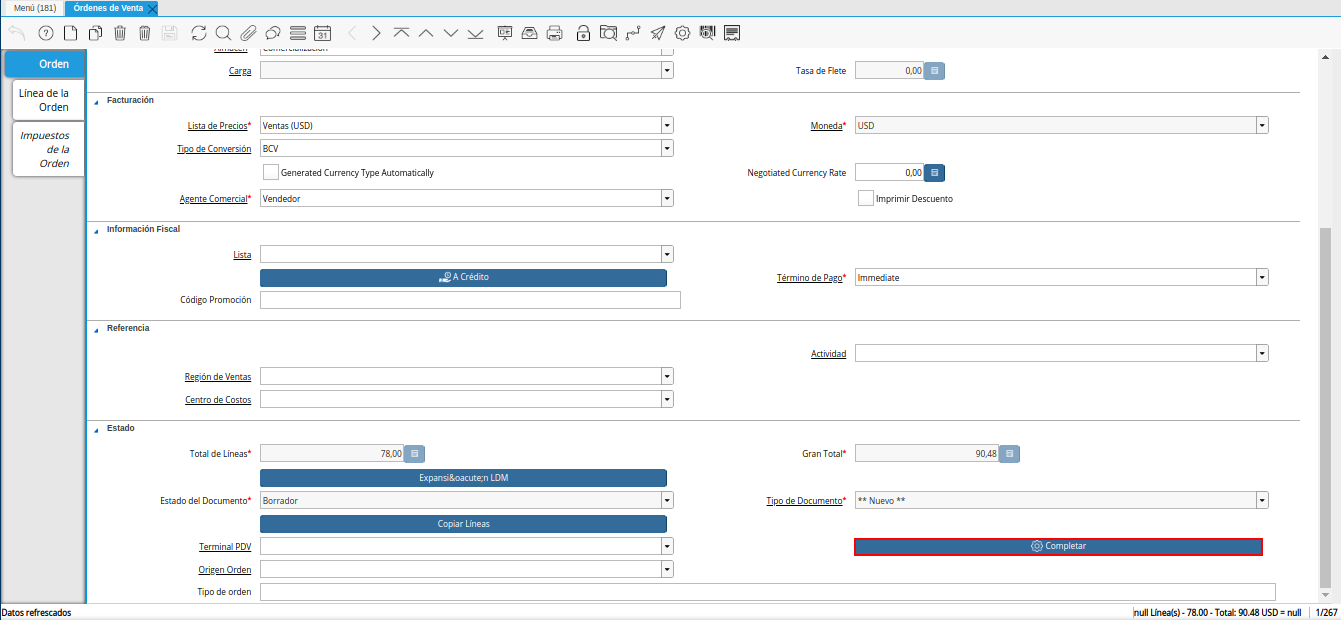 Menú (181)
Órdenes de Venta
31
Orden
Línea de la
Orden
Impuestos
de la
Orden
Almacén
Comercialización
Carga
Tasa de Flete
0,00
Facturación
Lista de Precios*
Ventas (USD)
Moneda*
USD
Tipo de Conversión
BCV
Generated Currency Type Automatically
Negotiated Currency Rate
0,00
Agente Comercial*
Vendedor
Imprimir Descuento
Información Fiscal
Lista
A Crédito
Término de Pago*
Immediate
Código Promoción
Referencia
Actividad
Región de Ventas
Centro de Costos
Estado
Total de Líneas*
78,00
Gran Total*
90,48
Expansi&oacute;n LDM
Estado del Documento*
Borrador
Tipo de Documento*
** Nuevo **
Copiar Líneas
Terminal PDV
Completar
Origen Orden
Tipo de orden
Datos refrescados
null Línea(s) - 78.00 - Total: 90.48 USD = null
1/267